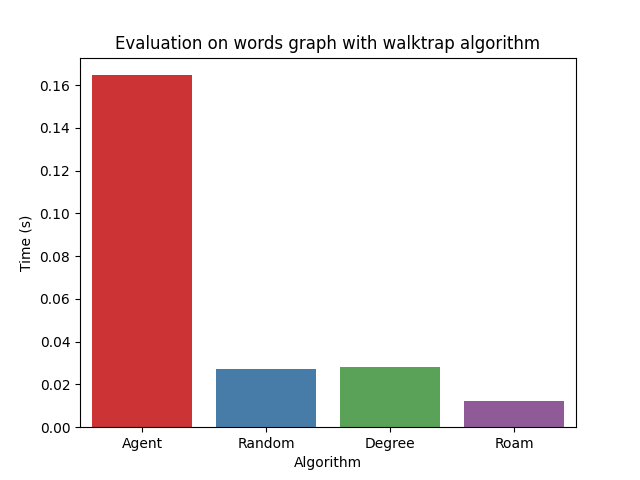 Evaluation on words graph with walktrap algorithm
0.16
0.14
0.12
0.10
0.08
0.06
0.04
0.02
0.00
Time (s)
Agent Random Degree Roam
Algorithm